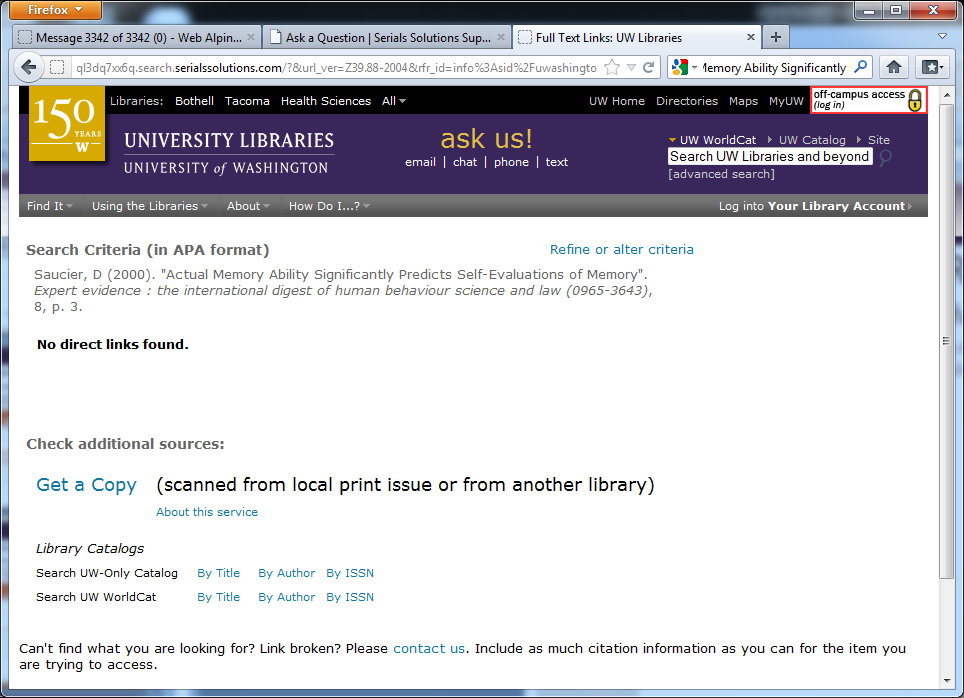 Firefox
Message 3342 of 3342 (0) - Web Alpin...
Ask a Question | Serials Solutions Sup...
Full Text Links: UW Libraries
ql3dq7xx6q.search.serialssolutions.com/?&url_ver=Z39.88-2004&rfr_id=info%3Asid%2Fuwashingto
Memory Ability Significantly
150 YEARS W
Libraries: Bothell Tacoma Health Sciences All
UW Home Directories Maps MyUW
off-campus access
(log in)
UNIVERSITY LIBRARIES
UNIVERSITY of WASHINGTON
ask us!
email | chat | phone | text
UW WorldCat UW Catalog Site
Search UW Libraries and beyond
[advanced search]
Find It Using the Libraries About How Do I...? Log into Your Library Account
Search Criteria (in APA format)
Refine or alter criteria
Saucier, D (2000). "Actual Memory Ability Significantly Predicts Self-Evaluations of Memory".
Expert evidence : the international digest of human behaviour science and law (0965-3643),
8, p. 3.
No direct links found.
Check additional sources:
Get a Copy (scanned from local print issue or from another library)
About this service
Library Catalogs
Search UW-Only Catalog By Title By Author By ISSN
Search UW WorldCat By Title By Author By ISSN
Can't find what you are looking for? Link broken? Please contact us. Include as much citation information as you can for the item you
are trying to access.